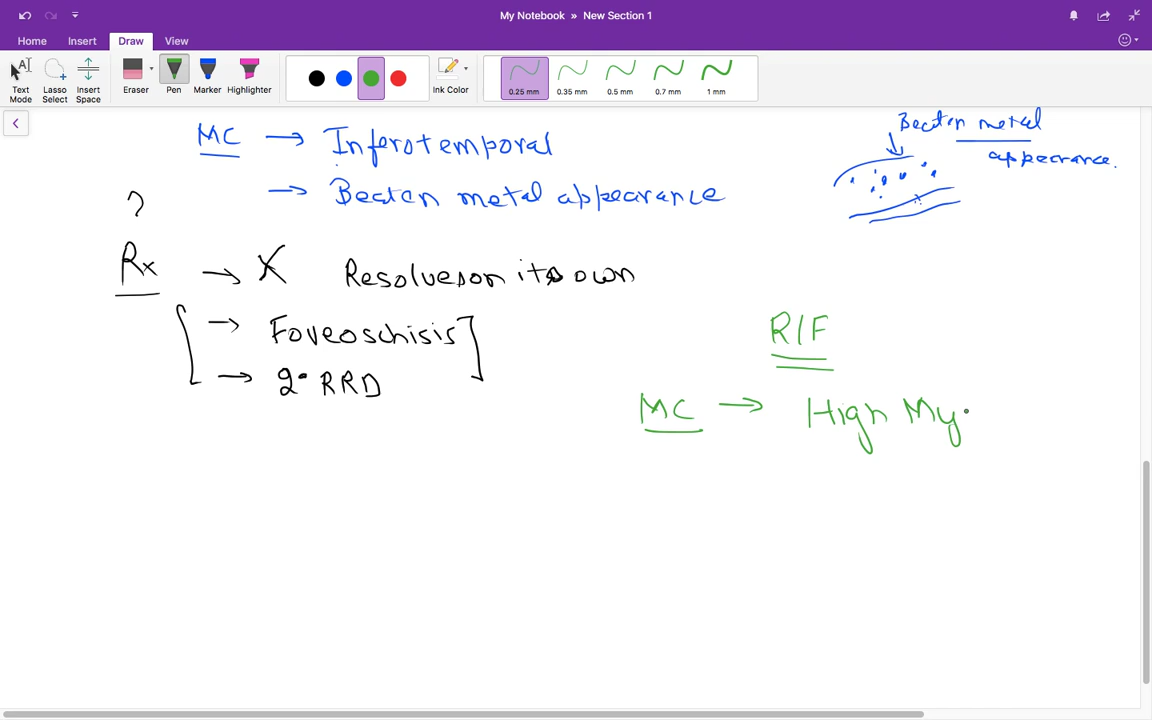 My Notebook » New Section 1
Home Insert Draw View
Text Mode
Lasso Select
Insert Space
Eraser
Pen
Marker
Highlighter
Ink Color
0.25 mm
0.35 mm
0.5 mm
0.7 mm
1 mm
Beaten metal
appearance.
MC → Inferotemporal
→ Beaten metal appearance
?
Rx → X Resolves on its own
→ Foveoschisis
→ 2° RRD
R/F
MC → High My